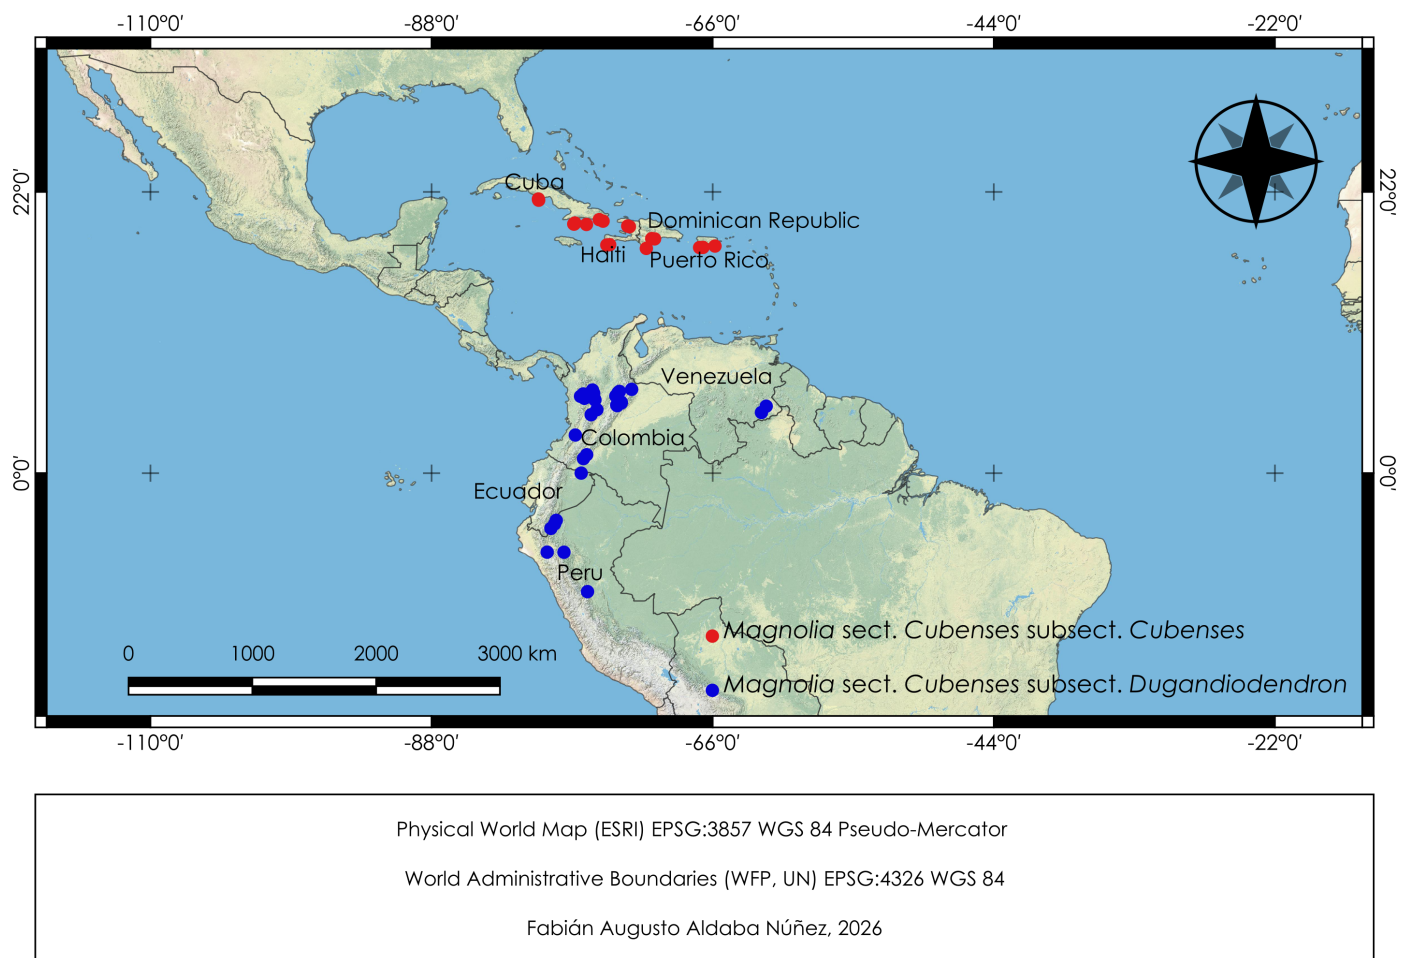 -110°0' -88°0' -66°0' -44°0' -22°0'
22°0' 22°0'
Cuba
Dominican Republic
Haiti
Puerto Rico
Venezuela
Colombia
0°0' 0°0'
Ecuador
Peru
Magnolia sect. Cubenses subsect. Cubenses
0 1000 2000 3000 km
Magnolia sect. Cubenses subsect. Dugandiodendron
-110°0' -88°0' -66°0' -44°0' -22°0'
Physical World Map (ESRI) EPSG:3857 WGS 84 Pseudo-Mercator
World Administrative Boundaries (WFP, UN) EPSG:4326 WGS 84
Fabián Augusto Aldaba Núñez, 2026